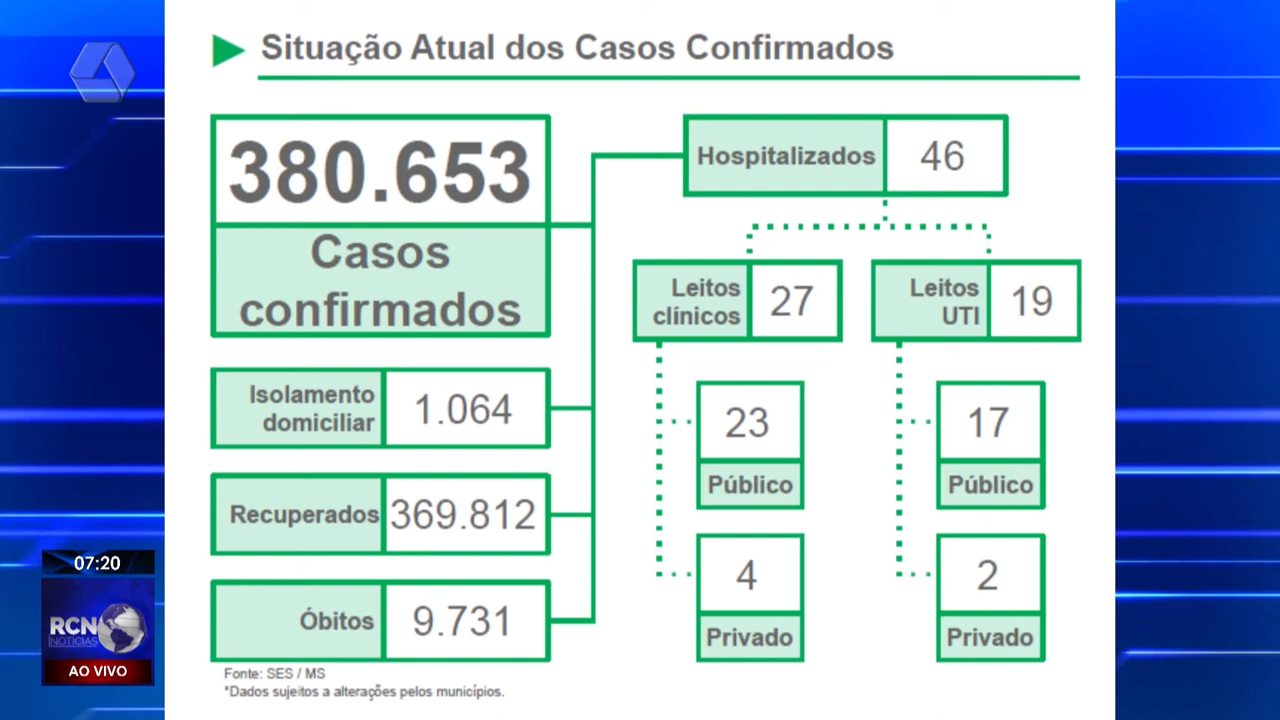 Situação Atual dos Casos Confirmados
380.653
Casos
confirmados
Isolamento
domiciliar
1.064
Recuperados
369.812
Óbitos
9.731
Hospitalizados
46
Leitos
clínicos
27
Leitos
UTI
19
23
Público
17
Público
4
Privado
2
Privado
Fonte: SES / MS
*Dados sujeitos a alterações pelos municípios.
07:20
RCN
NOTÍCIAS
AO VIVO